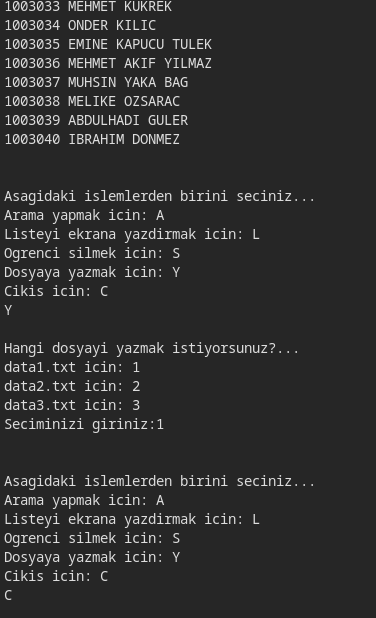 1003033 MEHMET KUKREK
1003034 ONDER KILIC
1003035 EMINE KAPUCU TULEK
1003036 MEHMET AKIF YILMAZ
1003037 MUHSIN YAKA BAG
1003038 MELIKE OZSARAC
1003039 ABDULHADI GULER
1003040 IBRAHIM DONMEZ
Asagidaki islemlerden birini seciniz...
Arama yapmak icin: A
Listeyi ekrana yazdirmak icin: L
Ogrenci silmek icin: S
Dosyaya yazmak icin: Y
Cikis icin: C
Y
Hangi dosyayi yazmak istiyorsunuz?...
data1.txt icin: 1
data2.txt icin: 2
data3.txt icin: 3
Seciminizi giriniz:1
Asagidaki islemlerden birini seciniz...
Arama yapmak icin: A
Listeyi ekrana yazdirmak icin: L
Ogrenci silmek icin: S
Dosyaya yazmak icin: Y
Cikis icin: C
C